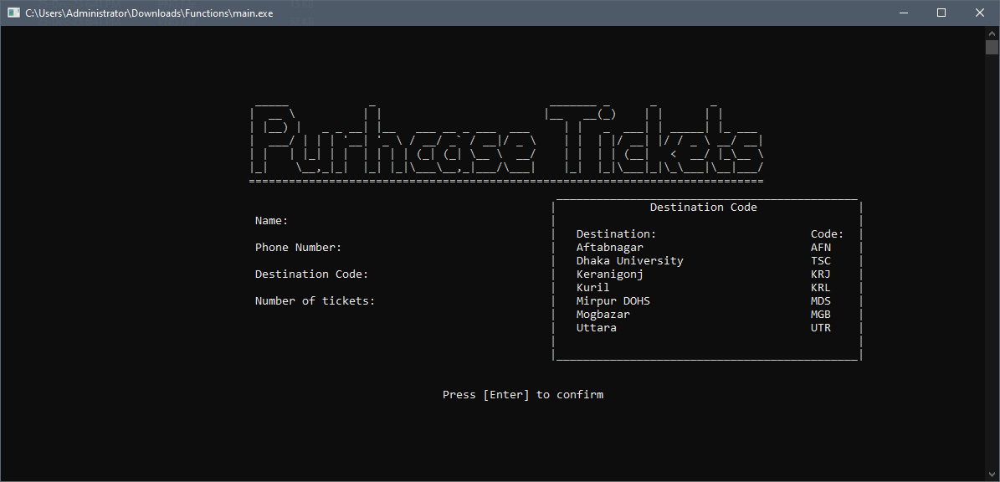 C:\Users\Administrator\Downloads\Functions\main.exe
Purhcase Tickets
Name:
Phone Number:
Destination Code:
Number of tickets:
Destination Code
Destination: Code:
Aftabnagar AFN
Dhaka University TSC
Keranigonj KRJ
Kuril KRL
Mirpur DOHS MDS
Mogbazar MGB
Uttara UTR
Press [Enter] to confirm